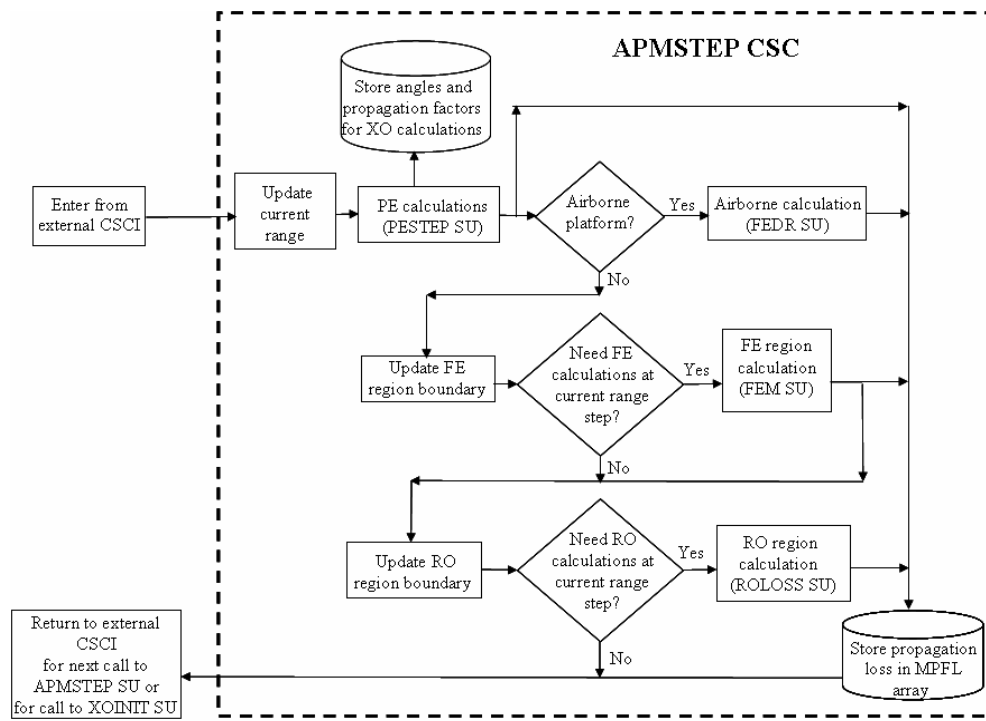 APMSTEP CSC
Store angles and
propagation factors
for XO calculations
Enter from
external CSCI
Update
current
range
PE calculations
(PESTEP SU)
Airborne
platform?
Yes
Airborne calculation
(FEDR SU)
No
Update FE
region boundary
Need FE
calculations at
current range
step?
Yes
FE region
calculation
(FEM SU)
No
Update RO
region boundary
Need RO
calculations at
current range
step?
Yes
RO region
calculation
(ROLOSS SU)
No
Return to external
CSCI
for next call to
APMSTEP SU or
for call to XOINIT SU
Store propagation
loss in MPFL
array